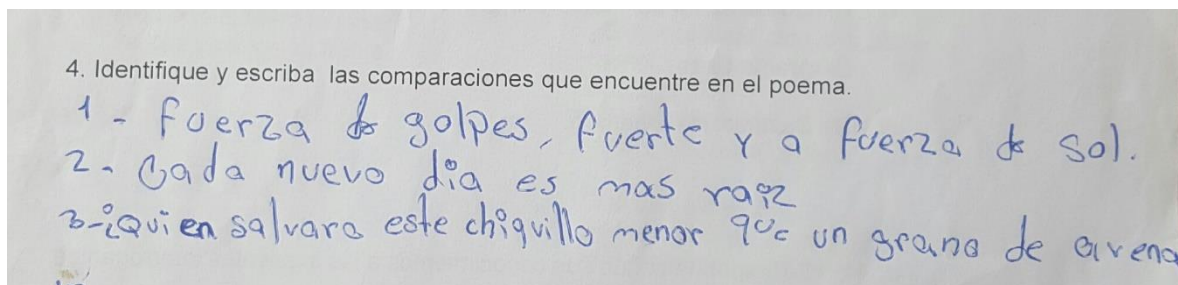 4. Identifique y escriba las comparaciones que encuentre en el poema.
1- fuerza de golpes, fuerte y a fuerza de sol.
2- Cada nuevo dia es mas raiz
3-¿Quien salvara este chiquillo menor que un grano de avena